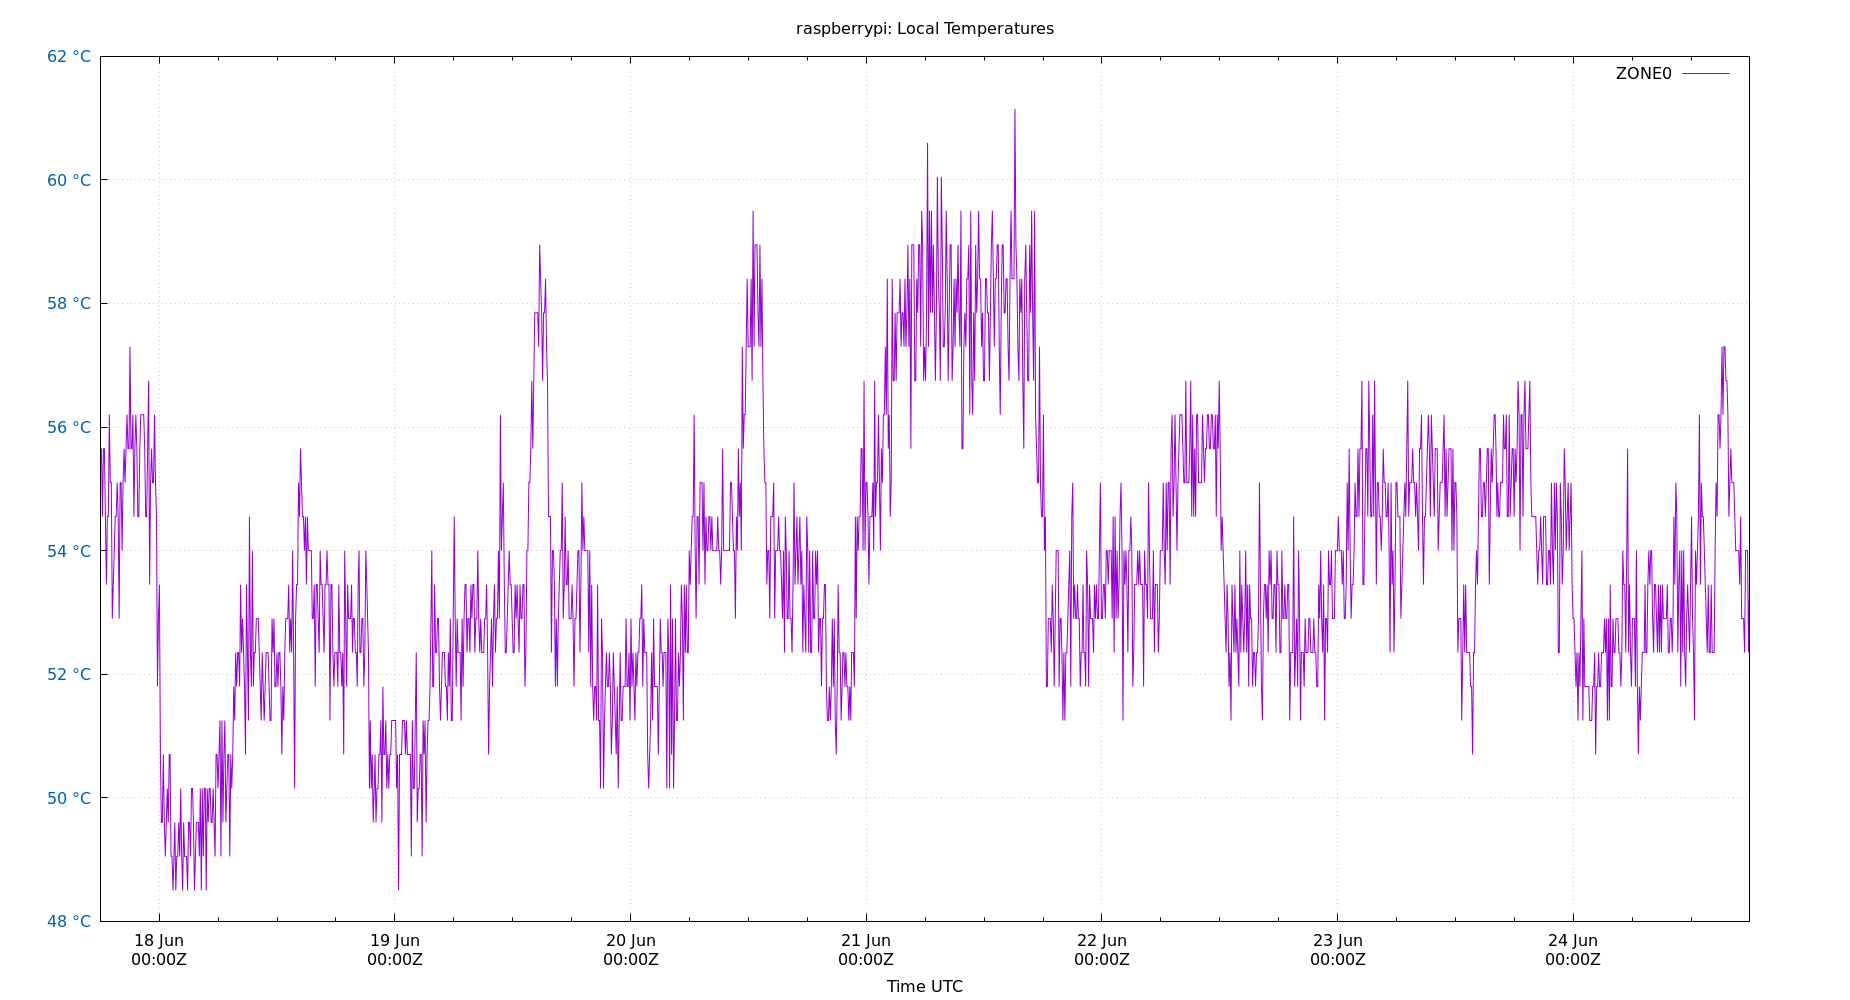 raspberrypi: Local Temperatures
ZONE0
62 °C
60 °C
58 °C
56 °C
54 °C
52 °C
50 °C
48 °C
18 Jun
00:00Z
19 Jun
00:00Z
20 Jun
00:00Z
21 Jun
00:00Z
22 Jun
00:00Z
23 Jun
00:00Z
24 Jun
00:00Z
Time UTC